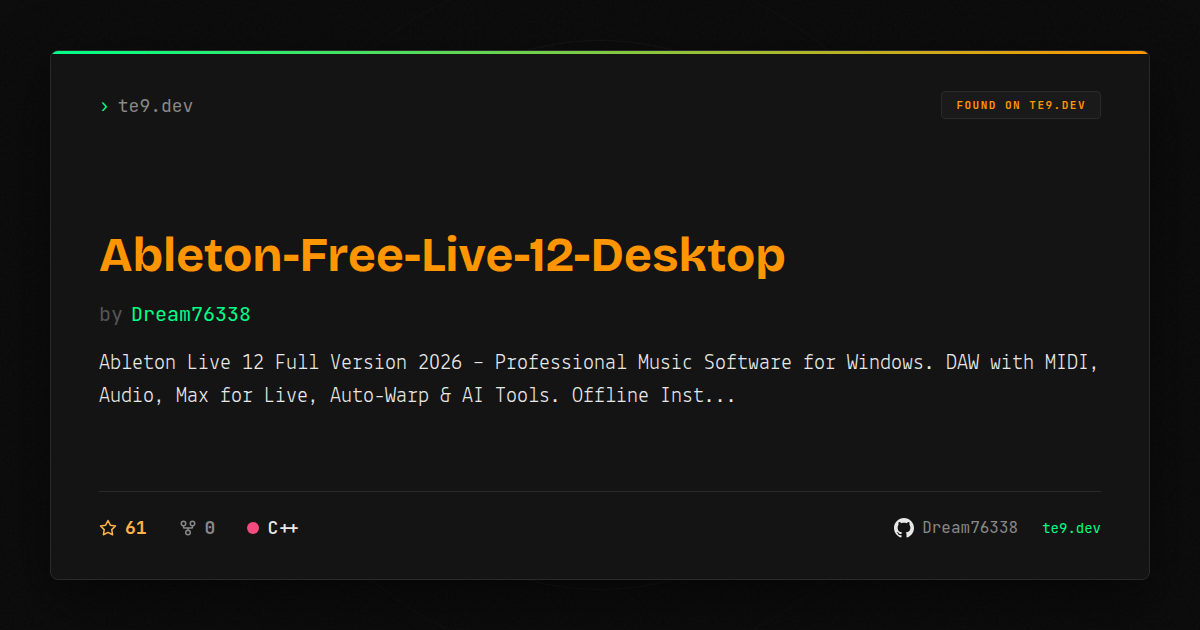 › te9.dev
FOUND ON TE9.DEV
Ableton-Free-Live-12-Desktop
by Dream76338
Ableton Live 12 Full Version 2026 – Professional Music Software for Windows. DAW with MIDI,
Audio, Max for Live, Auto-Warp & AI Tools. Offline Inst...
61 0 C++
Dream76338 te9.dev